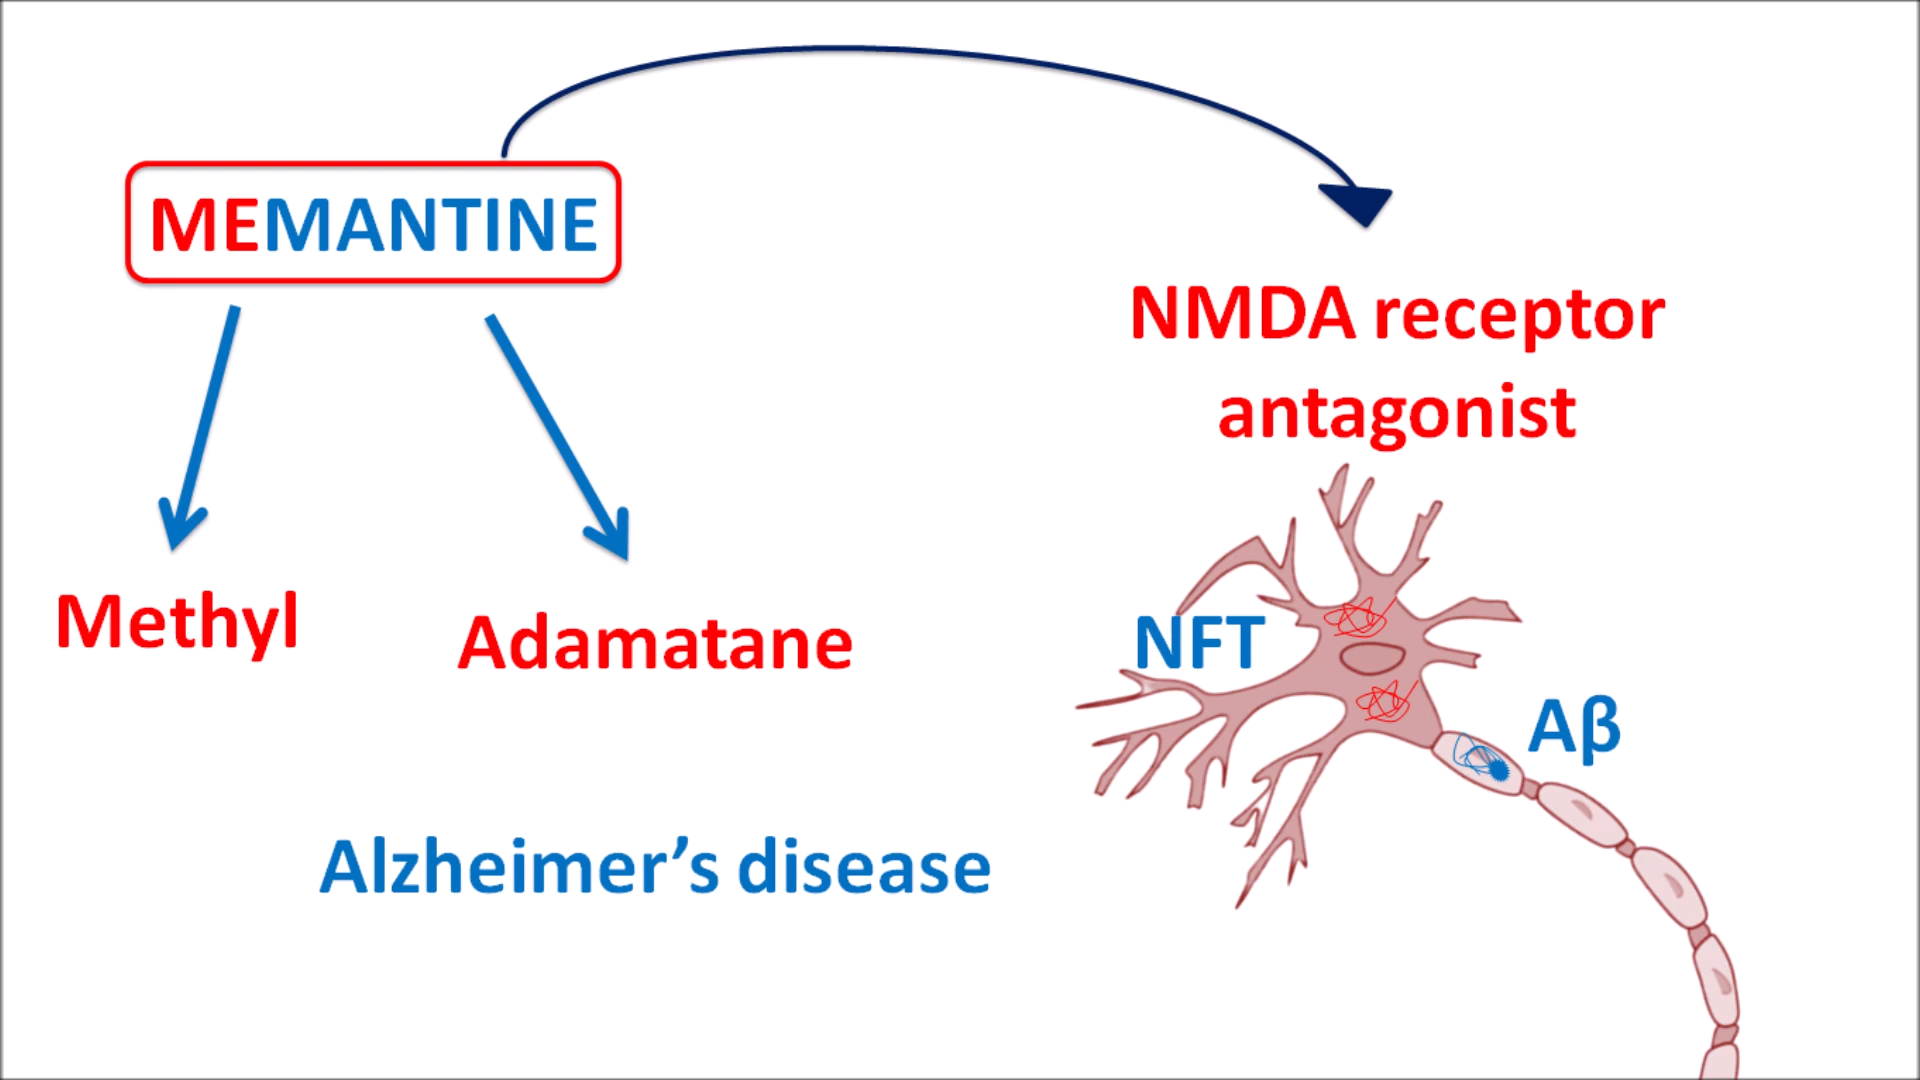 MEMANTINE
NMDA receptor
antagonist
Methyl
Adamatane
NFT
Aβ
Alzheimer’s disease